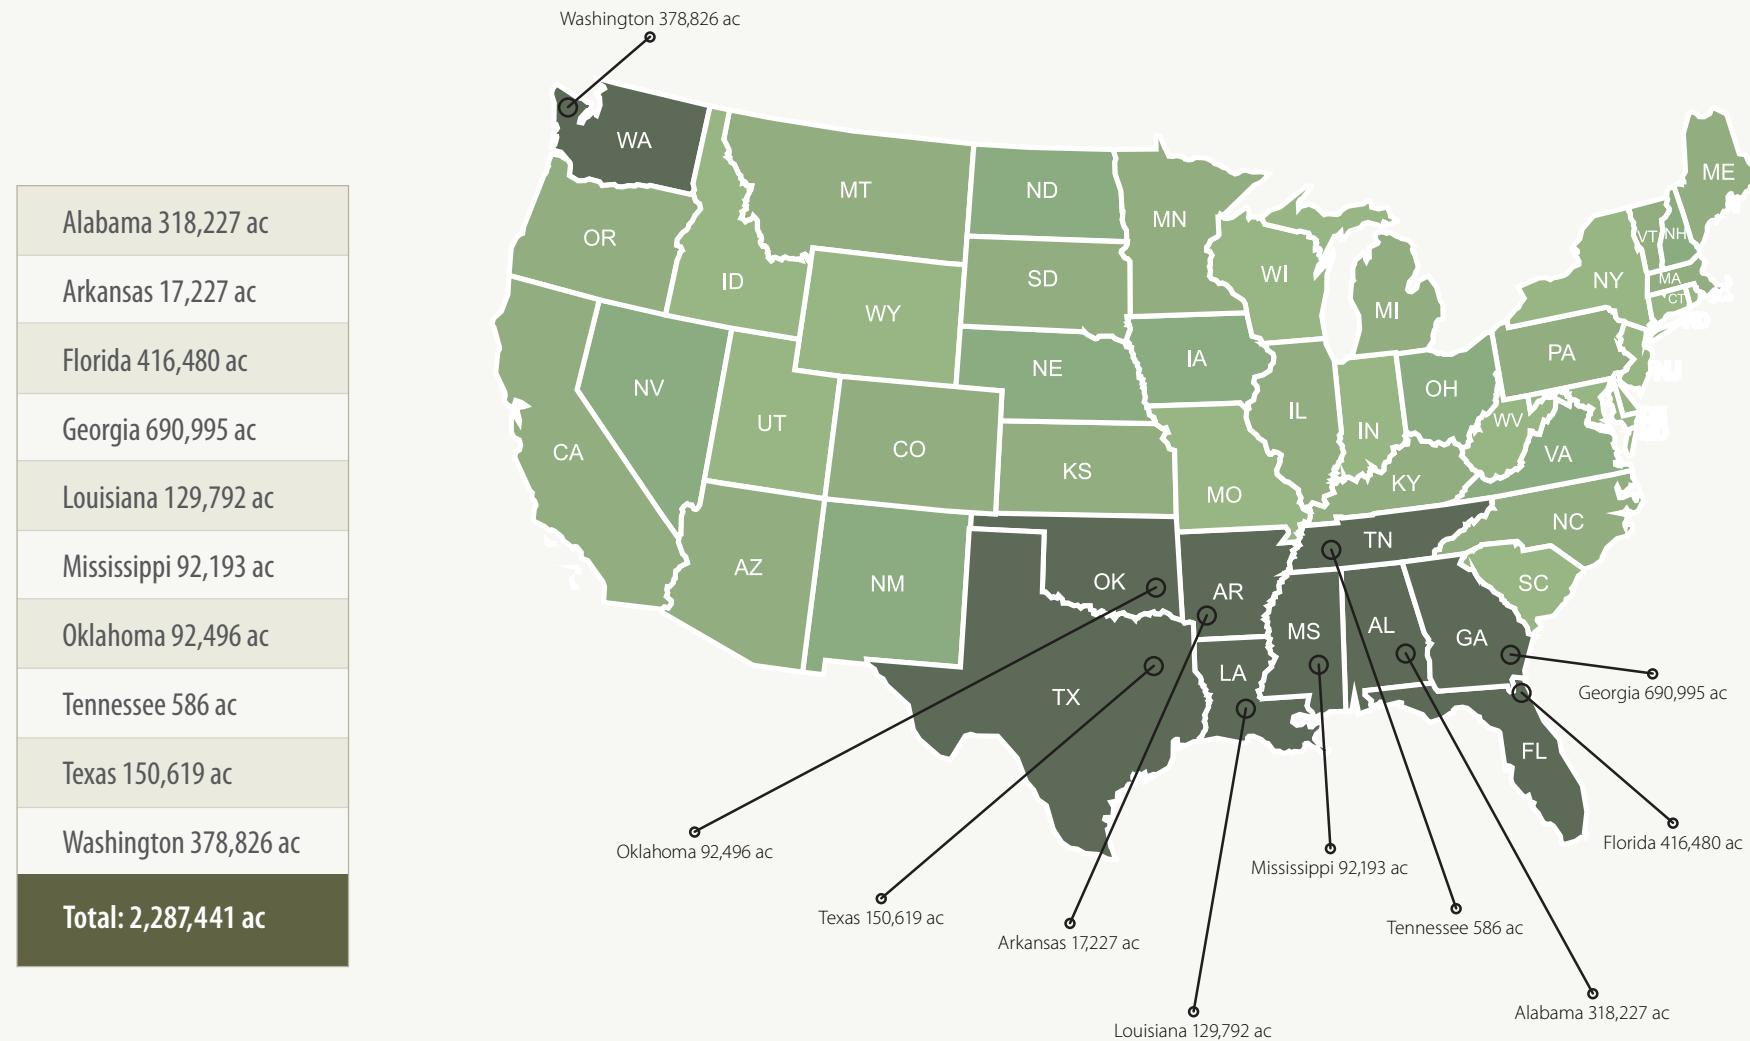 Washington 378,826 ac
Alabama 318,227 ac
Arkansas 17,227 ac
Florida 416,480 ac
Georgia 690,995 ac
Louisiana 129,792 ac
Mississippi 92,193 ac
Oklahoma 92,496 ac
Tennessee 586 ac
Texas 150,619 ac
Washington 378,826 ac
Total: 2,287,441 ac
WA
MT
ND
MN
ME
OR
ID
SD
WI
VT
NH
NY
MA
CT
WY
MI
NV
UT
NE
IA
PA
NJ
CA
CO
KS
IL
IN
OH
WV
VA
MO
KY
AZ
NM
OK
AR
TN
NC
SC
TX
LA
MS
AL
GA
FL
Georgia 690,995 ac
Florida 416,480 ac
Oklahoma 92,496 ac
Mississippi 92,193 ac
Texas 150,619 ac
Tennessee 586 ac
Arkansas 17,227 ac
Alabama 318,227 ac
Louisiana 129,792 ac